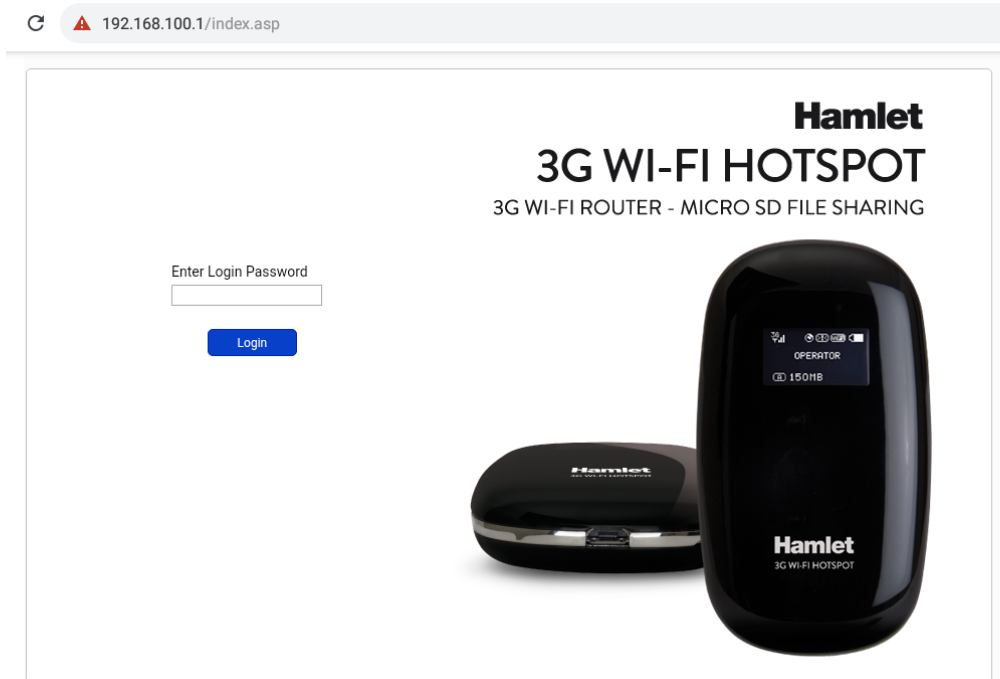 192.168.100.1/index.asp
Hamlet
3G WI-FI HOTSPOT
3G WI-FI ROUTER - MICRO SD FILE SHARING
Enter Login Password
Login
3G
OPERATOR
150MB
Hamlet
3G WI-FI HOTSPOT
Hamlet
3G WI-FI HOTSPOT